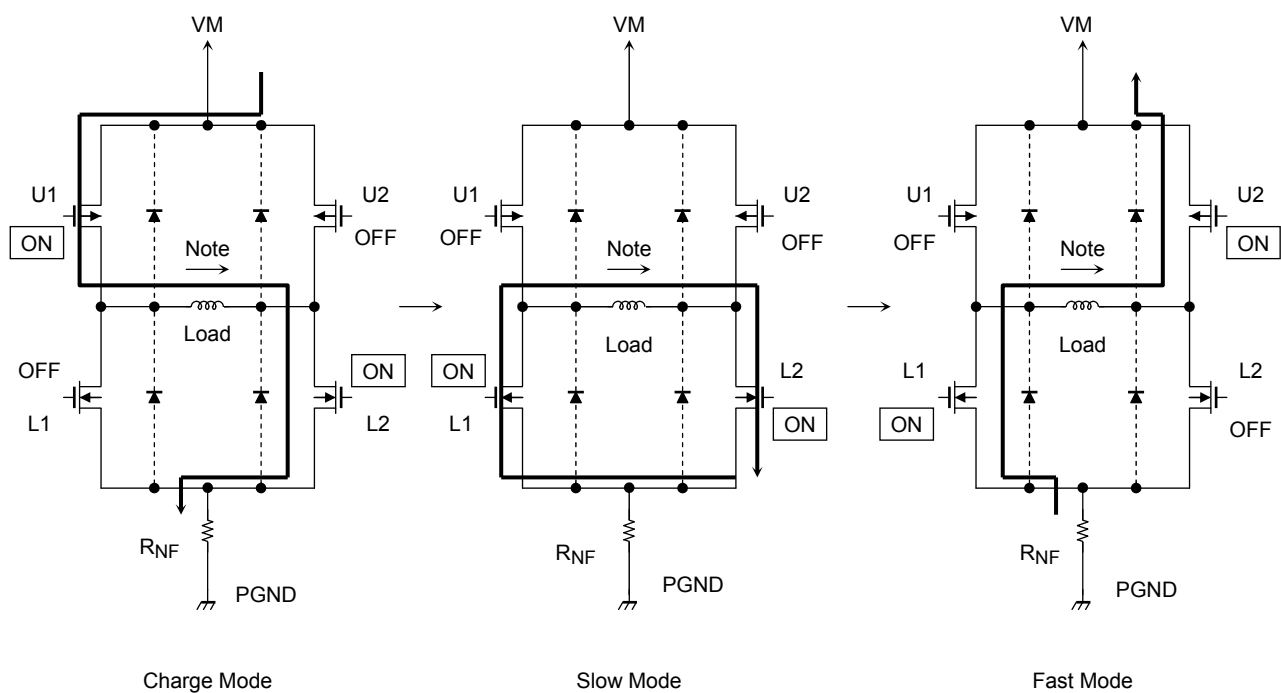 VM
U1
ON
U2
OFF
Note
Load
OFF
L1
ON
L2
RNF
PGND
Charge Mode
VM
U1
OFF
U2
OFF
Note
Load
ON
L1
L2
ON
RNF
PGND
Slow Mode
VM
U1
OFF
U2
ON
Note
Load
L1
ON
L2
OFF
RNF
PGND
Fast Mode